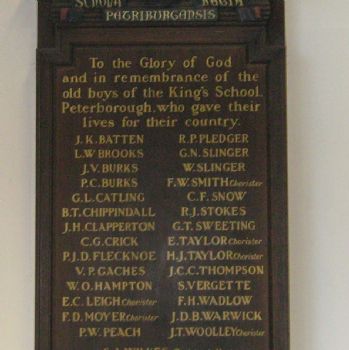 SCHOLA REGIA
PETRIBURGENSIS
To the Glory of God
and in remembrance of the
old boys of the King's School,
Peterborough, who gave their
lives for their country.
J.K. BATTEN R.P. PLEDGER
L.W BROOKS G.N. SLINGER
J.V. BURKS W. SLINGER
P.C. BURKS F.W. SMITH Chorister
G.L. CATLING C.F. SNOW
B.T. CHIPPINDALL R.J. STOKES
J.H. CLAPPERTON G.T. SWEETING
C.G. CRICK E. TAYLOR Chorister
P.J.D. FLECKNOE H.J. TAYLOR Chorister
V.P. GACHES J.C.C. THOMPSON
W.O. HAMPTON S. VERGETTE
E.C. LEIGH Chorister F.H. WADLOW
F.D. MOYER Chorister J.D.B. WARWICK
P.W. PEACH J.T. WOOLLEY Chorister